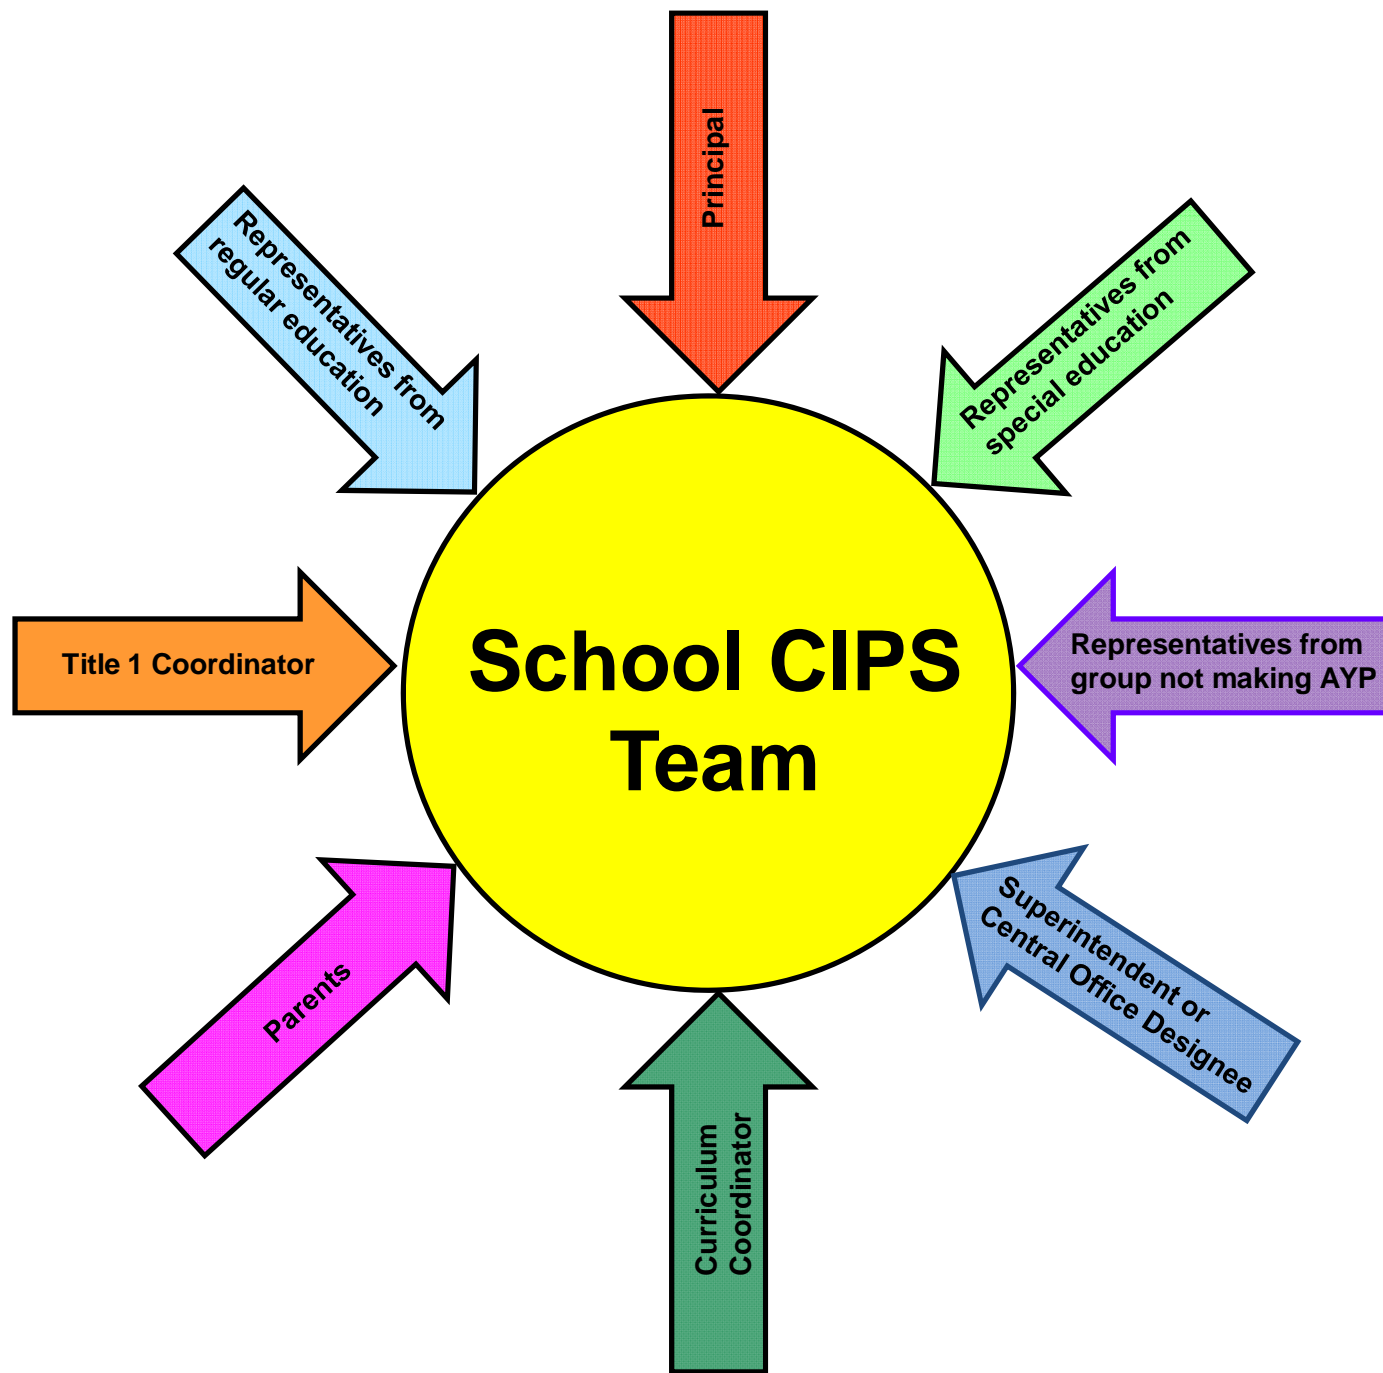 Principal
Representatives from
regular education
Representatives from
special education
Title 1 Coordinator
School CIPS
Team
Representatives from
group not making AYP
Parents
Superintendent or
Central Office Designee
Curriculum
Coordinator